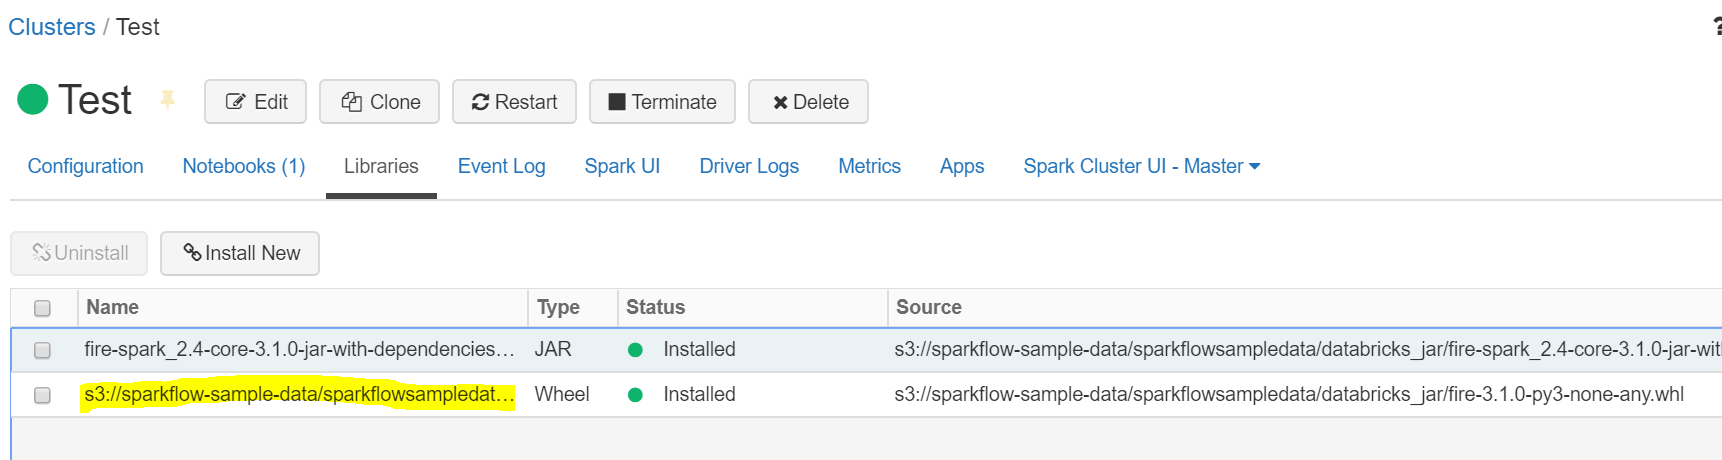 Clusters / Test
?
Test Edit Clone Restart Terminate Delete
Configuration Notebooks (1) Libraries Event Log Spark UI Driver Logs Metrics Apps Spark Cluster UI - Master
Uninstall Install New
Name Type Status Source
fire-spark_2.4-core-3.1.0-jar-with-dependencies... JAR Installed s3://sparkflow-sample-data/sparkflowsampledata/databricks_jar/fire-spark_2.4-core-3.1.0-jar-wit
s3://sparkflow-sample-data/sparkflowsampledat... Wheel Installed s3://sparkflow-sample-data/sparkflowsampledata/databricks_jar/fire-3.1.0-py3-none-any.whl